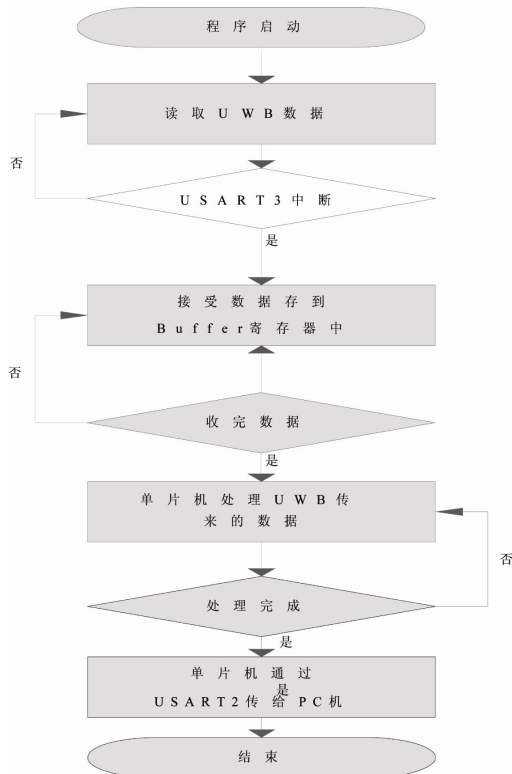 程序启动
读取UWB数据
否
USART3中断
是
接受数据存到
Buffer寄存器中
否
收完数据
是
单片机处理UWB传
来的数据
否
处理完成
是
单片机通过
是
USART2传给PC机
结束